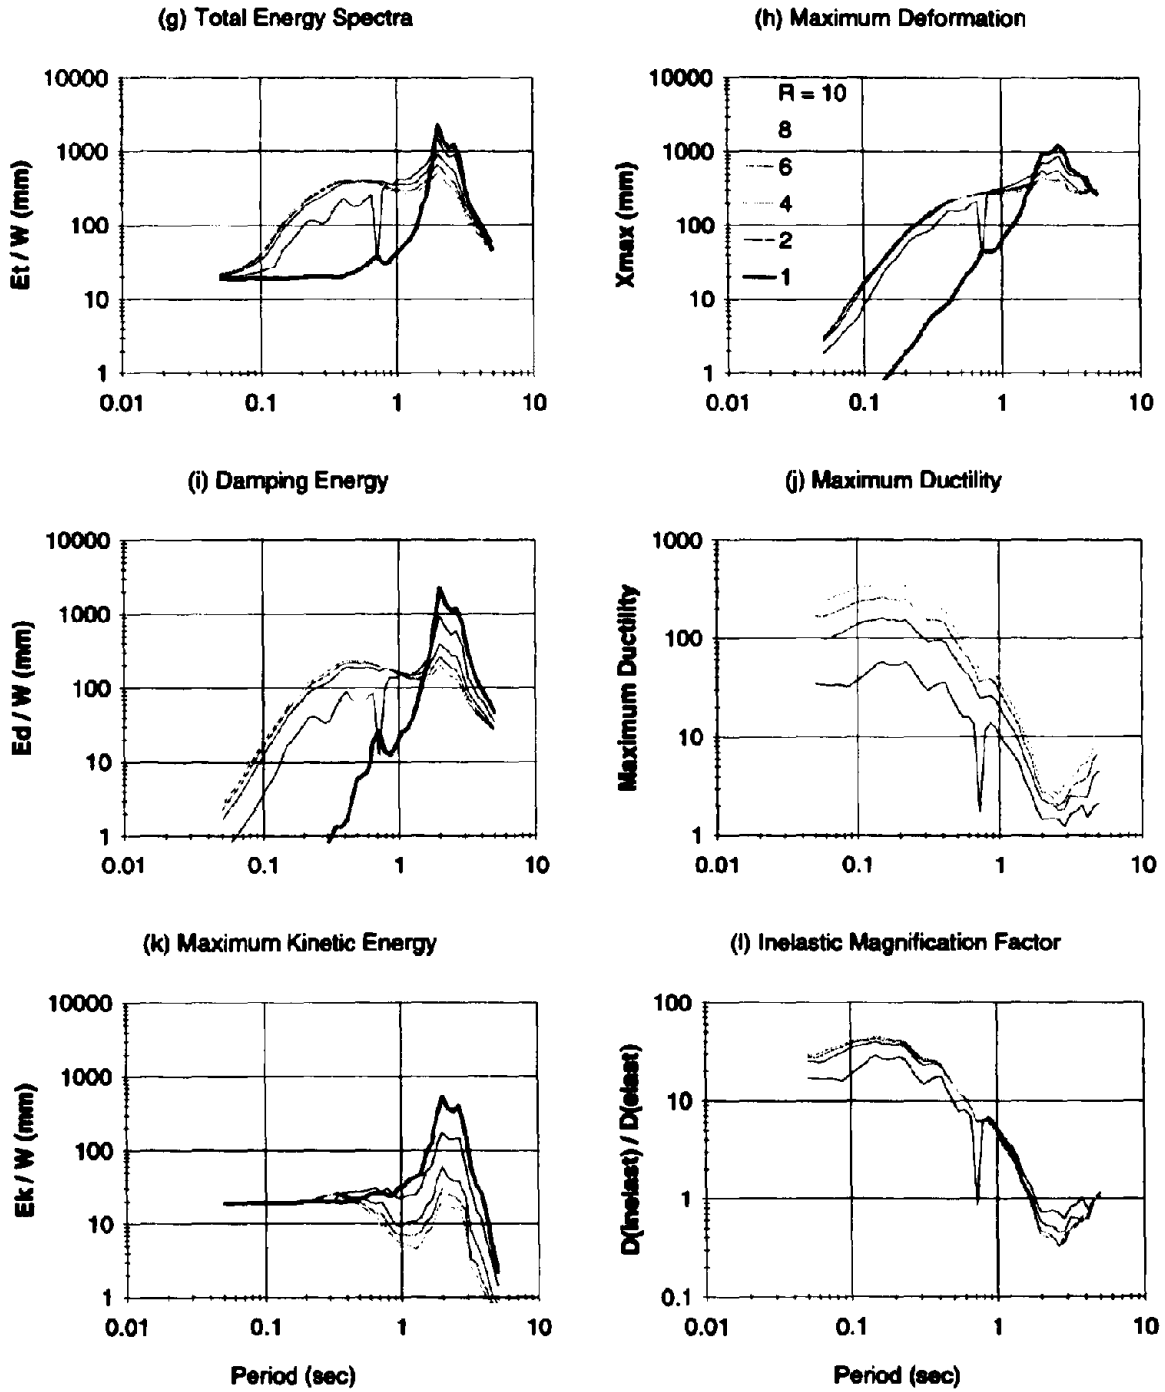 (g) Total Energy Spectra
10000
1000
100
10
1
Et / W (mm)
0.01 0.1 1 10
(h) Maximum Deformation
10000
1000
100
10
1
Xmax (mm)
R = 10
8
6
4
2
1
0.01 0.1 1 10
(i) Damping Energy
10000
1000
100
10
1
Ed / W (mm)
0.01 0.1 1 10
(j) Maximum Ductility
1000
100
10
1
Maximum Ductility
0.01 0.1 1 10
(k) Maximum Kinetic Energy
10000
1000
100
10
1
Ek / W (mm)
0.01 0.1 1 10
Period (sec)
(l) Inelastic Magnification Factor
100
10
1
0.1
D(inelast) / D(elast)
0.01 0.1 1 10
Period (sec)